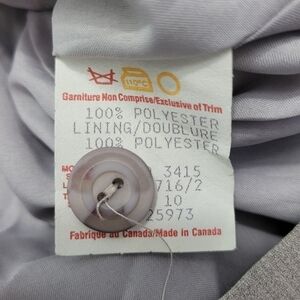 110°C
Garniture Non Comprise/Exclusive of Trim
100% POLYESTER
LINING/DOUBLURE
100% POLYESTER
3415
716/2
10
25973
Fabriqué au Canada/Made in Canada